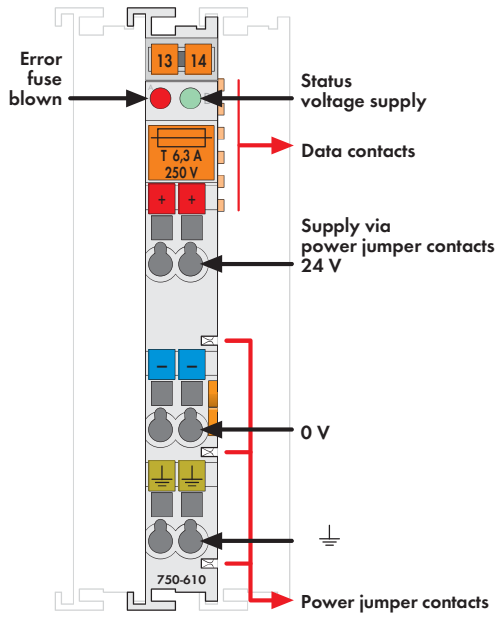 13 14
Error
fuse
blown
Status
voltage supply
T 6,3 A
250 V
Data contacts
+ +
Supply via
power jumper contacts
24 V
– –
0 V
750-610
Power jumper contacts